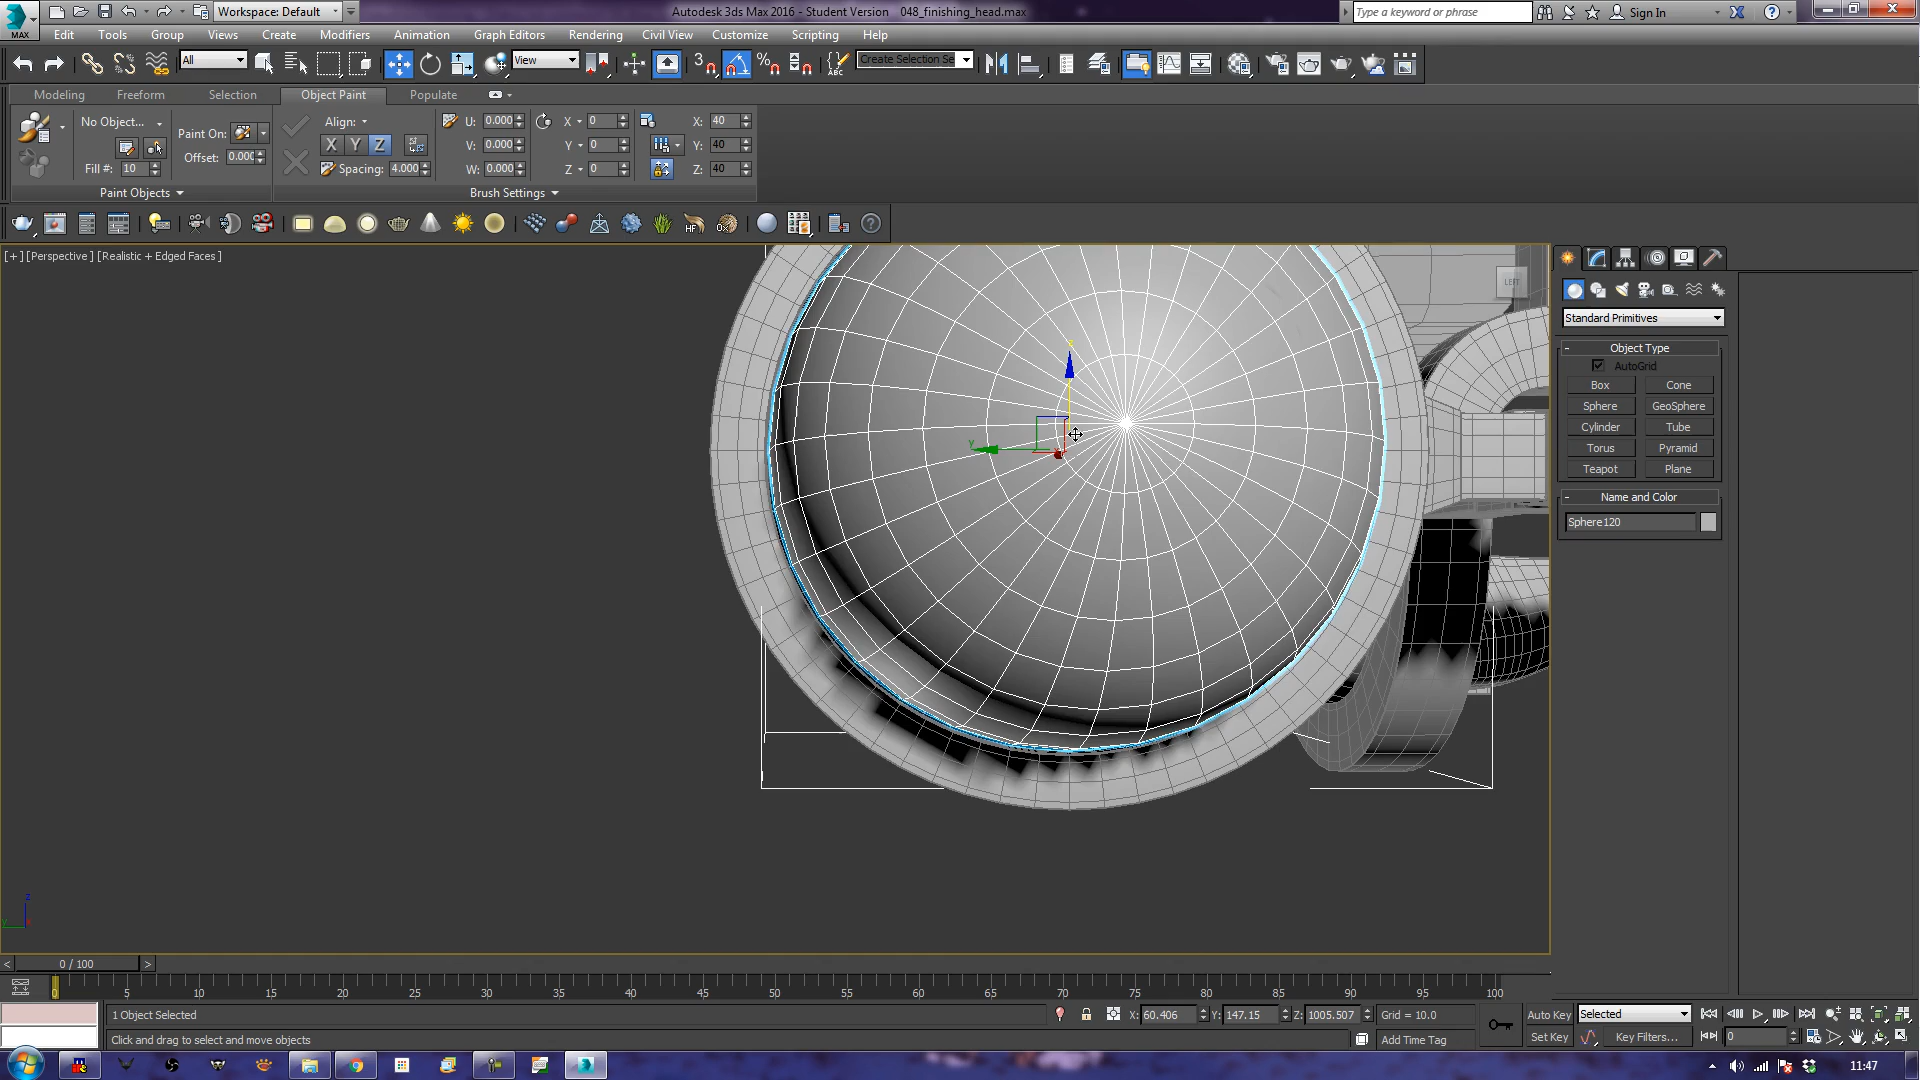 MAX
Workspace: Default
Autodesk 3ds Max 2016 - Student Version    048_finishing_head.max
Type a keyword or phrase
Sign In
Edit Tools Group Views Create Modifiers Animation Graph Editors Rendering Civil View Customize Scripting Help
All View 3 % ABC Create Selection Se
Modeling Freeform Selection Object Paint Populate
No Object... Paint On: Align: U: 0.000 X 0 X: 40
X Y Z V: 0.000 Y 0 Y: 40
Offset: 0.000
Fill #: 10 Spacing: 4.000 W: 0.000 Z 0 Z: 40
Paint Objects Brush Settings
HF
[+] [Perspective ] [Realistic + Edged Faces ]
LEFT
z
y
Standard Primitives
- Object Type
AutoGrid
Box Cone
Sphere GeoSphere
Cylinder Tube
Torus Pyramid
Teapot Plane
- Name and Color
Sphere120
z
y
< 0 / 100 >
0 5 10 15 20 25 30 35 40 45 50 55 60 65 70 75 80 85 90 95 100
1 Object Selected X: 60.406 Y: 147.15 Z: 1005.507 Grid = 10.0 Auto Key Selected
Click and drag to select and move objects Add Time Tag Set Key Key Filters... 0
11:47